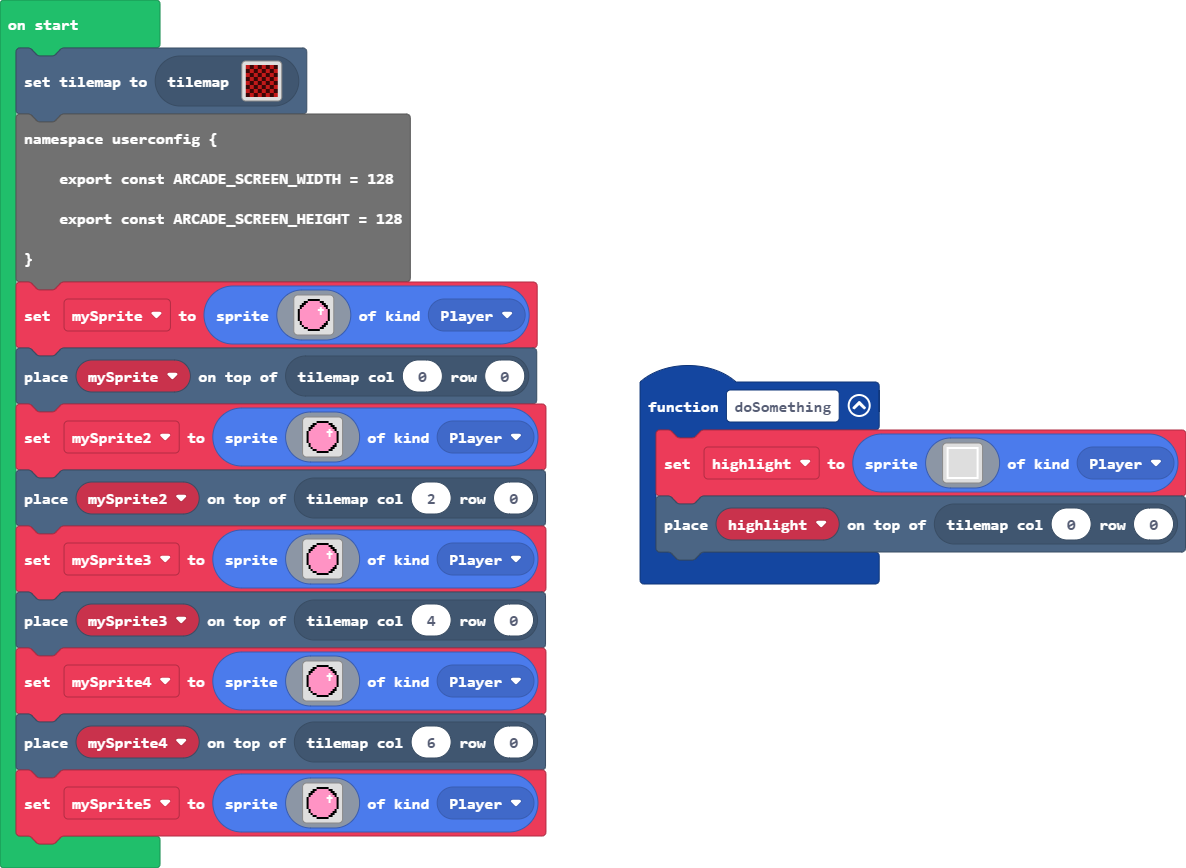 on start
set tilemap to tilemap
namespace userconfig {
export const ARCADE_SCREEN_WIDTH = 128
export const ARCADE_SCREEN_HEIGHT = 128
}
set mySprite to sprite of kind Player
place mySprite on top of tilemap col 0 row 0
set mySprite2 to sprite of kind Player
place mySprite2 on top of tilemap col 2 row 0
set mySprite3 to sprite of kind Player
place mySprite3 on top of tilemap col 4 row 0
set mySprite4 to sprite of kind Player
place mySprite4 on top of tilemap col 6 row 0
set mySprite5 to sprite of kind Player
function doSomething
set highlight to sprite of kind Player
place highlight on top of tilemap col 0 row 0